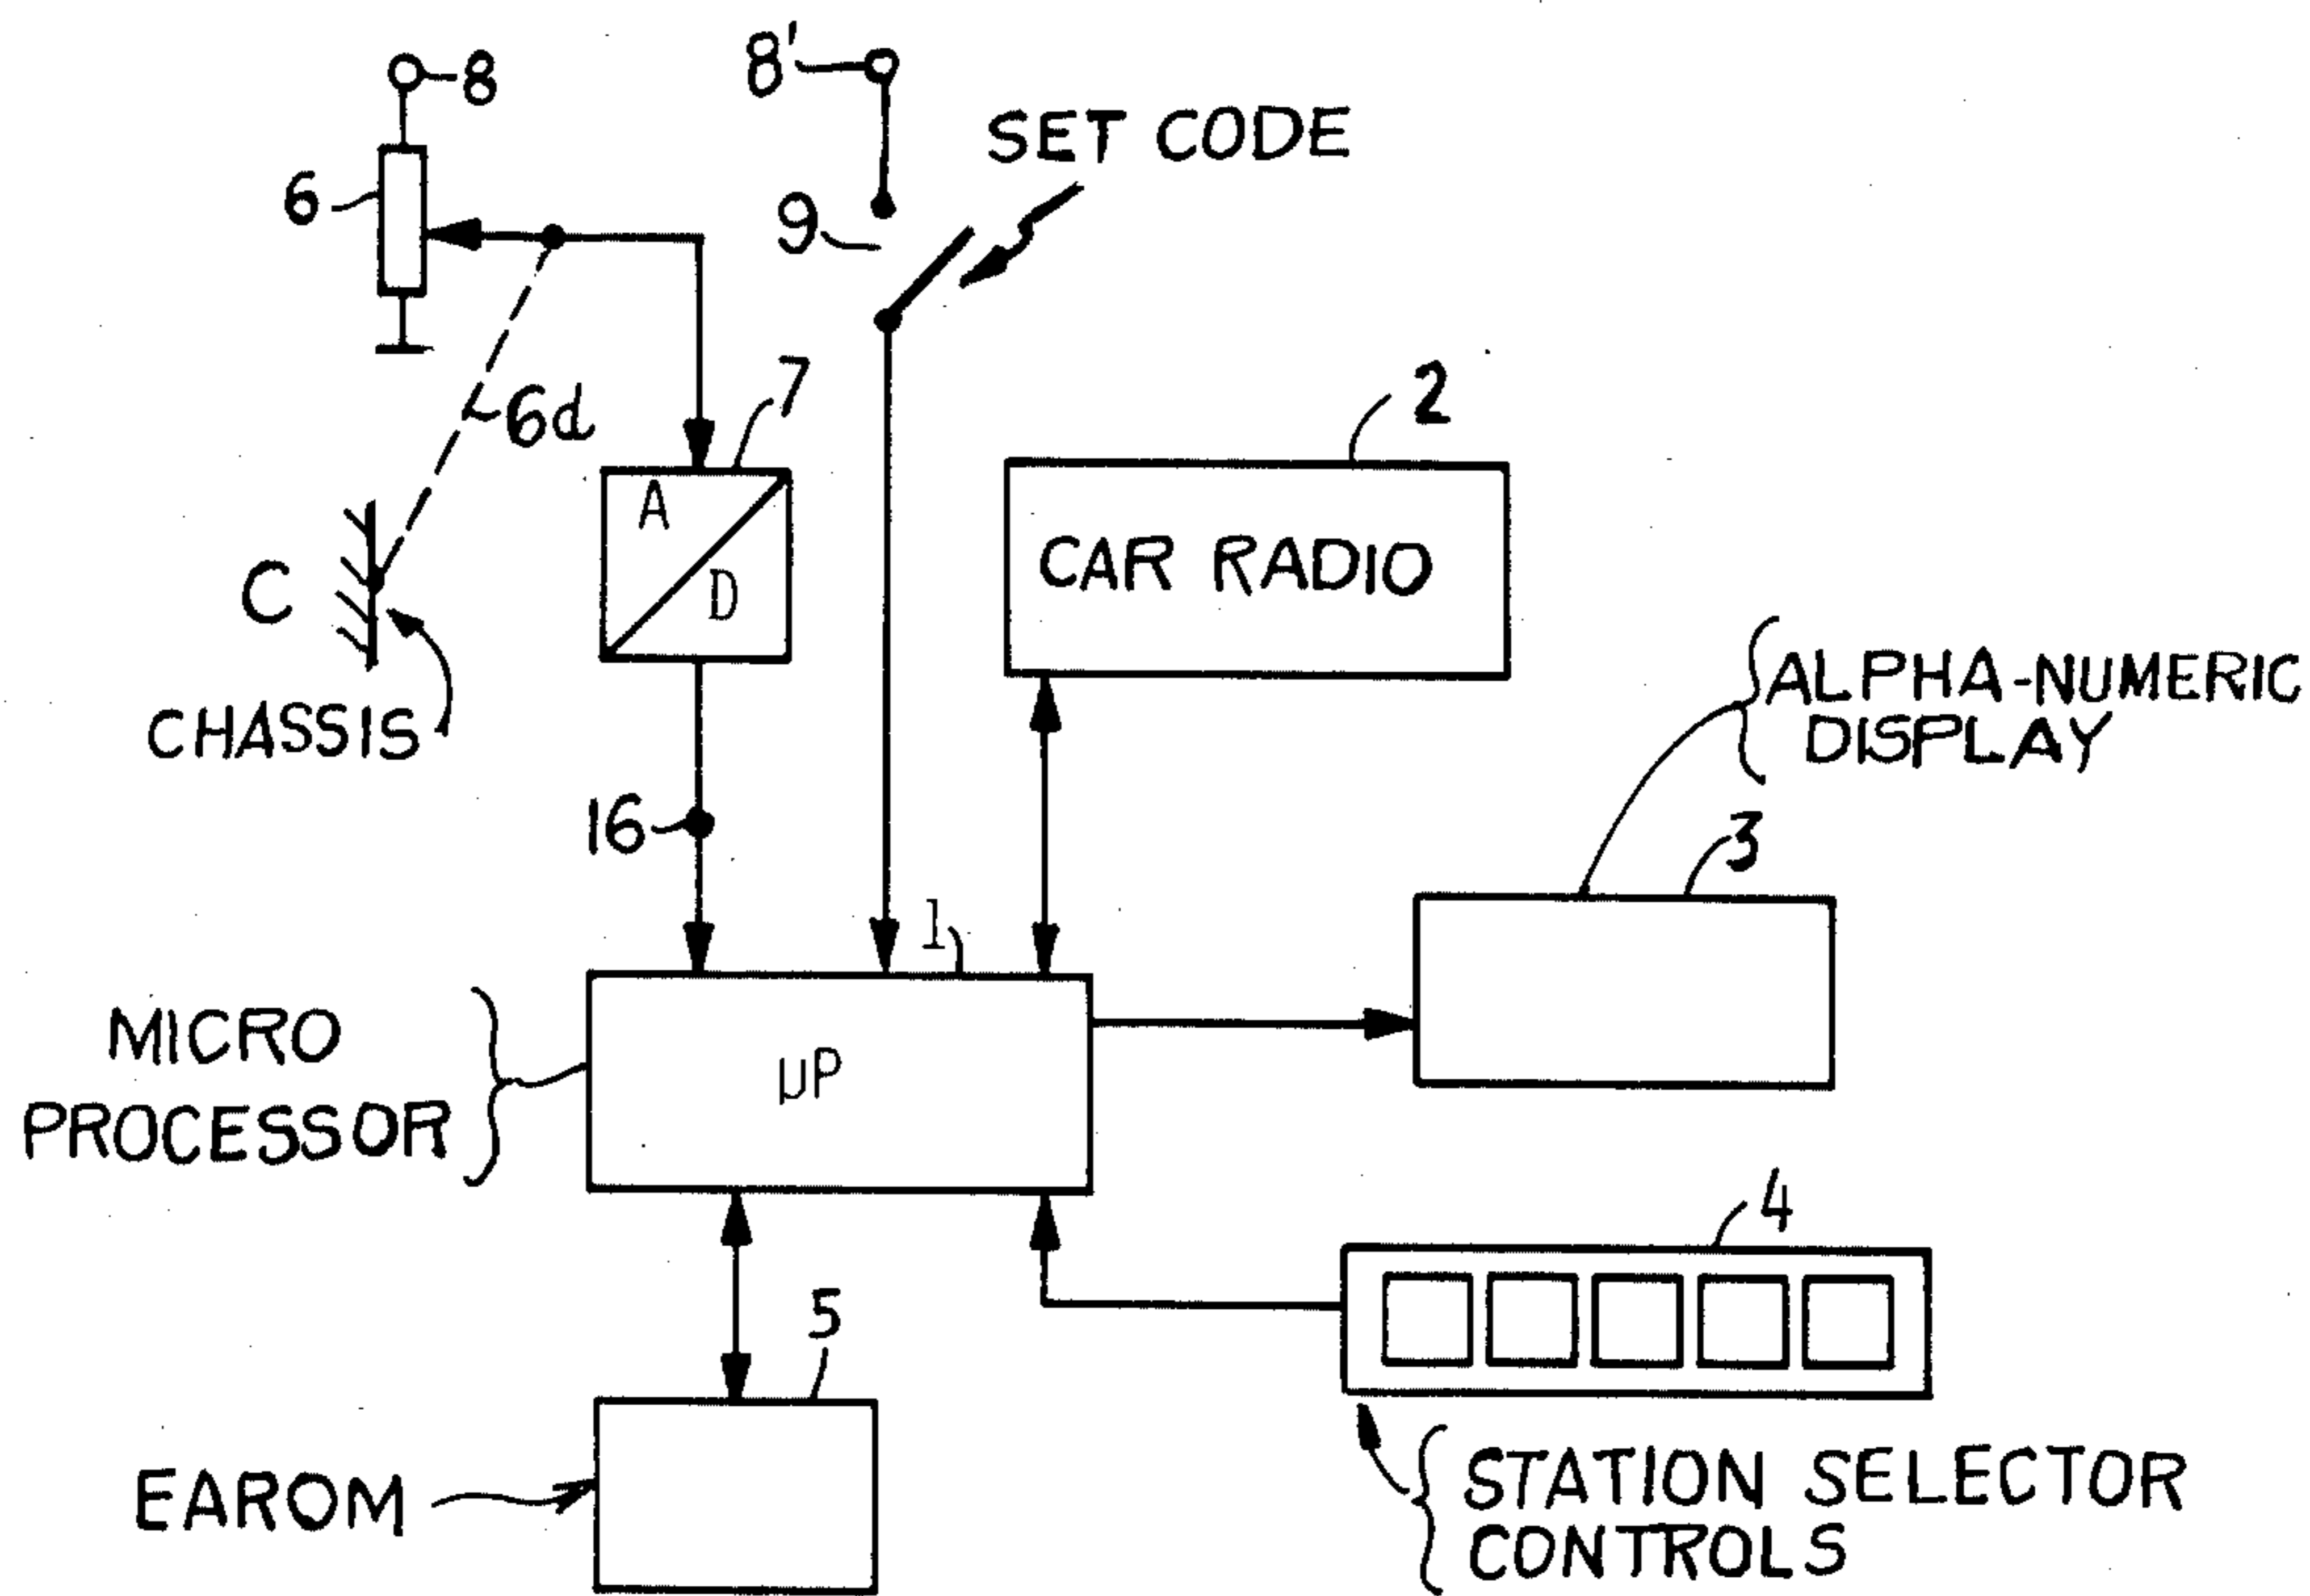 8
8'
SET CODE
6
9
6d
7
2
A
D
CAR RADIO
C
CHASSIS
ALPHA-NUMERIC
DISPLAY
16
3
1
MICRO
PROCESSOR
µP
4
5
EAROM
STATION SELECTOR
CONTROLS